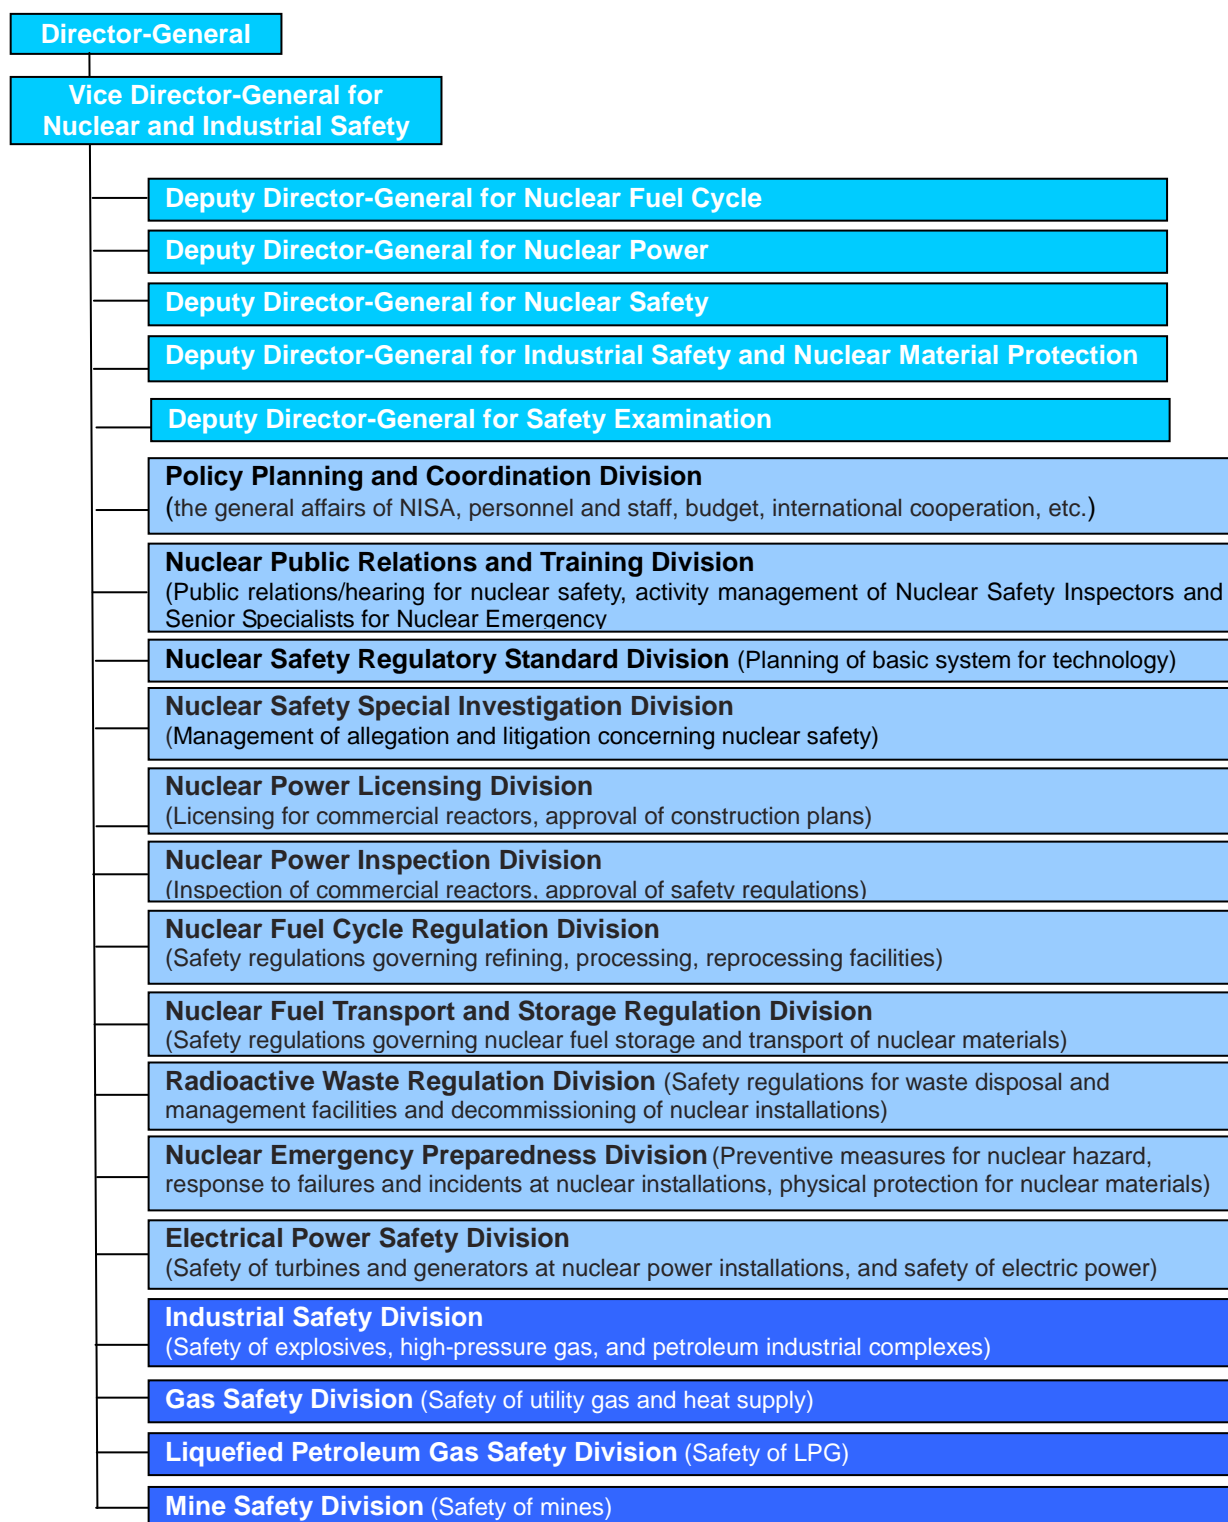 Director-General
Vice Director-General for
Nuclear and Industrial Safety
Deputy Director-General for Nuclear Fuel Cycle
Deputy Director-General for Nuclear Power
Deputy Director-General for Nuclear Safety
Deputy Director-General for Industrial Safety and Nuclear Material Protection
Deputy Director-General for Safety Examination
Policy Planning and Coordination Division
(the general affairs of NISA, personnel and staff, budget, international cooperation, etc.)
Nuclear Public Relations and Training Division
(Public relations/hearing for nuclear safety, activity management of Nuclear Safety Inspectors and
Senior Specialists for Nuclear Emergency
Nuclear Safety Regulatory Standard Division (Planning of basic system for technology)
Nuclear Safety Special Investigation Division
(Management of allegation and litigation concerning nuclear safety)
Nuclear Power Licensing Division
(Licensing for commercial reactors, approval of construction plans)
Nuclear Power Inspection Division
(Inspection of commercial reactors, approval of safety regulations)
Nuclear Fuel Cycle Regulation Division
(Safety regulations governing refining, processing, reprocessing facilities)
Nuclear Fuel Transport and Storage Regulation Division
(Safety regulations governing nuclear fuel storage and transport of nuclear materials)
Radioactive Waste Regulation Division (Safety regulations for waste disposal and
management facilities and decommissioning of nuclear installations)
Nuclear Emergency Preparedness Division (Preventive measures for nuclear hazard,
response to failures and incidents at nuclear installations, physical protection for nuclear materials)
Electrical Power Safety Division
(Safety of turbines and generators at nuclear power installations, and safety of electric power)
Industrial Safety Division
(Safety of explosives, high-pressure gas, and petroleum industrial complexes)
Gas Safety Division (Safety of utility gas and heat supply)
Liquefied Petroleum Gas Safety Division (Safety of LPG)
Mine Safety Division (Safety of mines)